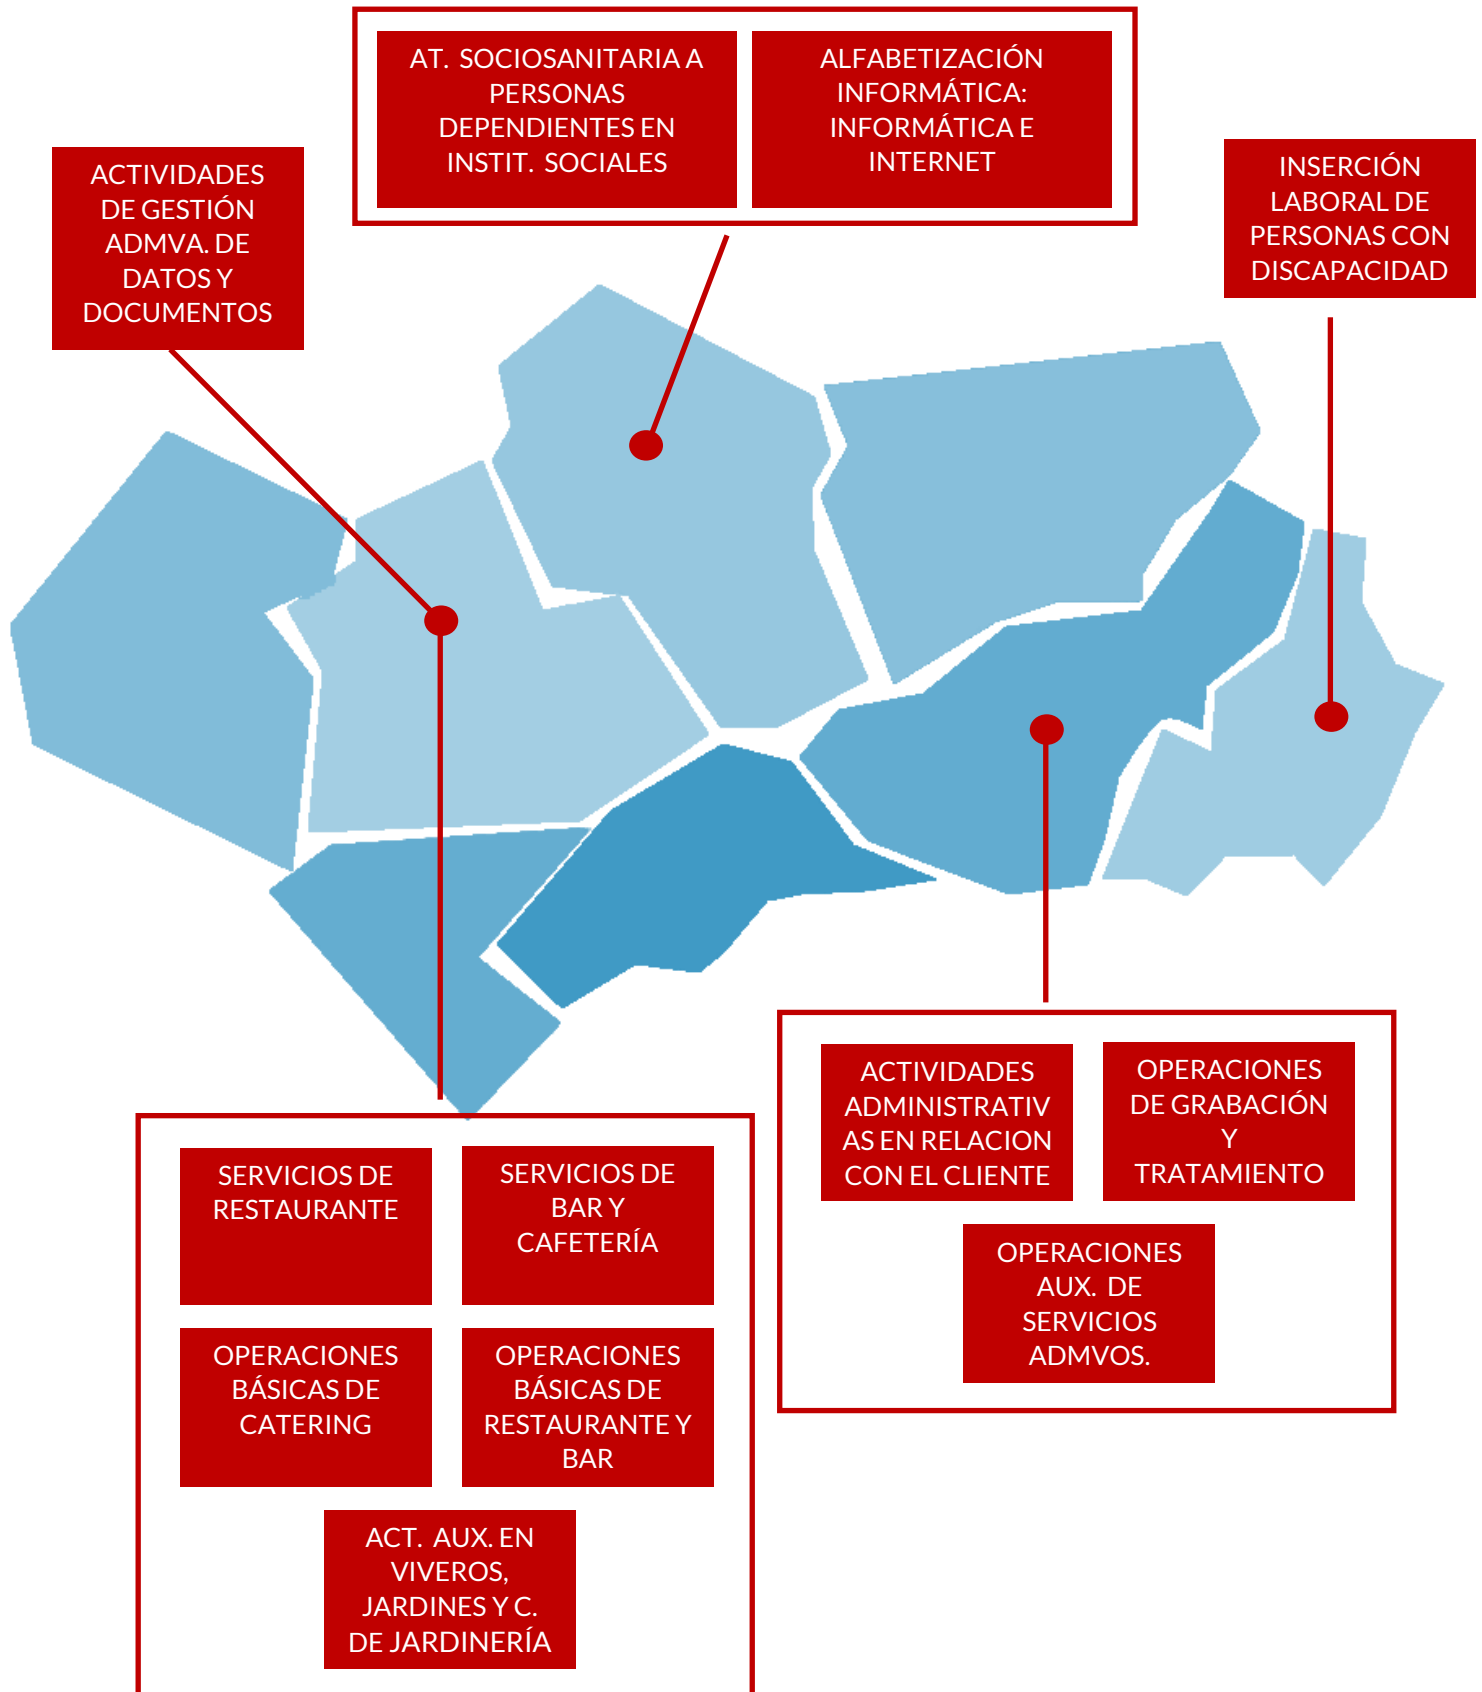 AT. SOCIOSANITARIA A
PERSONAS
DEPENDIENTES EN
INSTIT. SOCIALES
ALFABETIZACIÓN
INFORMÁTICA:
INFORMÁTICA E
INTERNET
ACTIVIDADES
DE GESTIÓN
ADMVA. DE
DATOS Y
DOCUMENTOS
INSERCIÓN
LABORAL DE
PERSONAS CON
DISCAPACIDAD
ACTIVIDADES
ADMINISTRATIV
AS EN RELACION
CON EL CLIENTE
OPERACIONES
DE GRABACIÓN
Y
TRATAMIENTO
OPERACIONES
AUX. DE
SERVICIOS
ADMVOS.
SERVICIOS DE
RESTAURANTE
SERVICIOS DE
BAR Y
CAFETERÍA
OPERACIONES
BÁSICAS DE
CATERING
OPERACIONES
BÁSICAS DE
RESTAURANTE Y
BAR
ACT. AUX. EN
VIVEROS,
JARDINES Y C.
DE JARDINERÍA